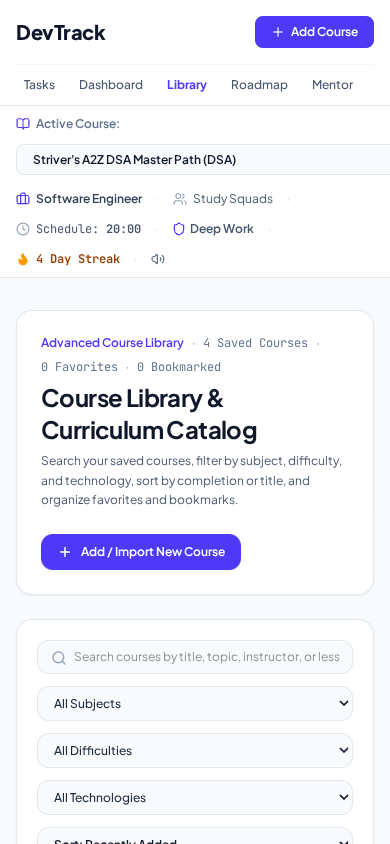 DevTrack
Add Course
Tasks Dashboard Library Roadmap Mentor
Active Course:
Striver's A2Z DSA Master Path (DSA)
Software Engineer · Study Squads ·
Schedule: 20:00 · Deep Work ·
4 Day Streak ·
Advanced Course Library · 4 Saved Courses ·
0 Favorites · 0 Bookmarked
Course Library &
Curriculum Catalog
Search your saved courses, filter by subject, difficulty,
and technology, sort by completion or title, and
organize favorites and bookmarks.
Add / Import New Course
Search courses by title, topic, instructor, or less
All Subjects
All Difficulties
All Technologies
Sort: Recently Added